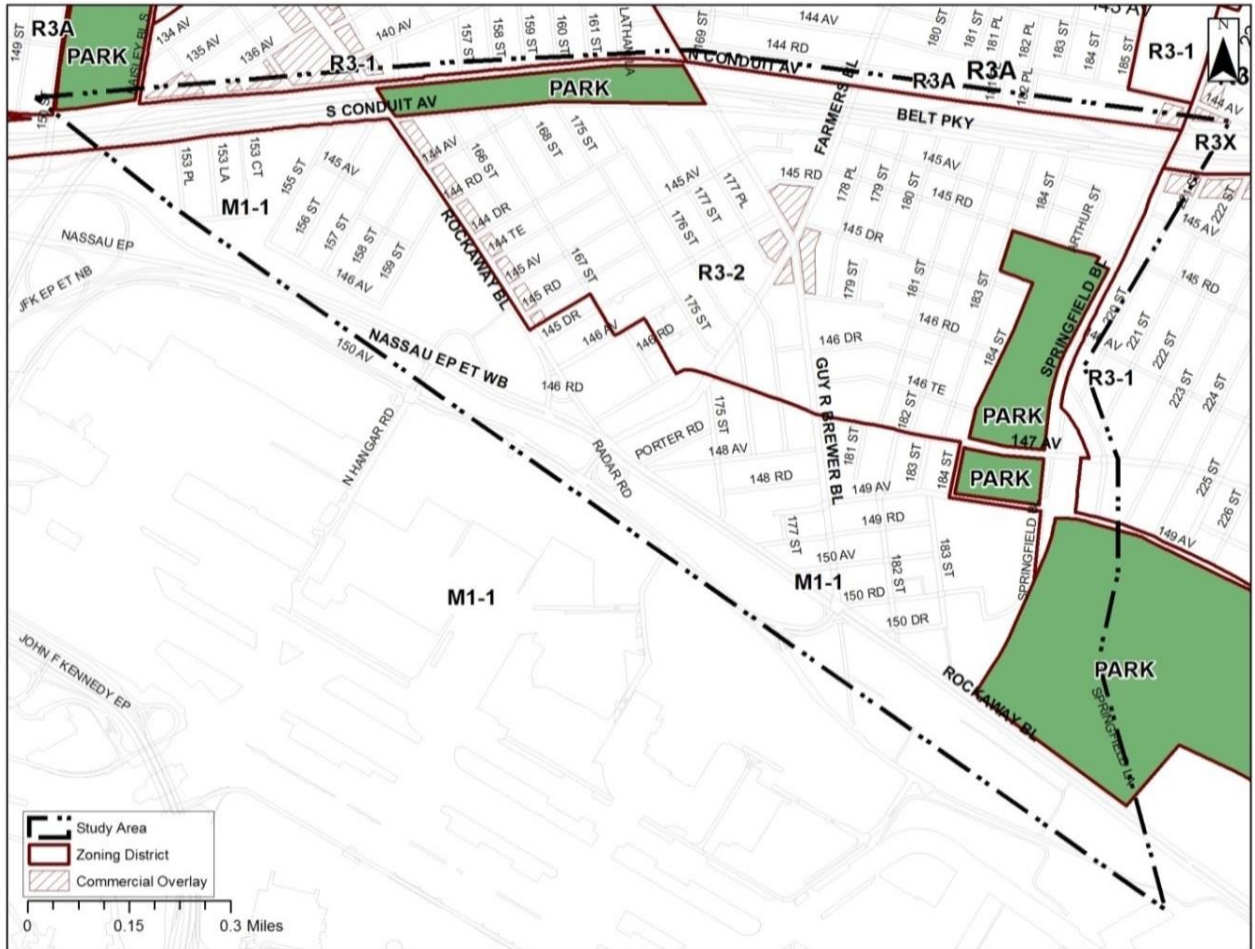 149 ST
R3A
PARK
134 AV
135 AV
136 AV
140 AV
157 ST
158 ST
159 ST
160 ST
161 ST
169 ST
144 AV
144 RD
180 ST
181 ST
181 PL
182 PL
183 ST
184 ST
185 ST
R3-1
N
R3-1
N CONDUIT AV
FARMERS BL
R3A
R3A
182 PL
144 AV
PARK
S CONDUIT AV
BELT PKY
R3X
153 PL
153 LA
153 CT
155 ST
145 AV
156 ST
157 ST
158 ST
159 ST
146 AV
M1-1
144 AV
144 RD
144 DR
144 TE
145 AV
145 RD
ROCKAWAY BL
166 ST
168 ST
175 ST
167 ST
145 AV
177 PL
177 ST
176 ST
175 ST
145 RD
178 PL
179 ST
180 ST
145 AV
145 RD
184 ST
ARTHUR ST
222 ST
145 AV
145 RD
145 DR
R3-2
179 ST
181 ST
183 ST
146 RD
184 ST
SPRINGFIELD BL
220 ST
221 ST
222 ST
223 ST
224 ST
R3-1
NASSAU EP
JFK EP ET NB
150 AV
NASSAU EP ET WB
145 DR
146 AV
146 RD
146 RD
146 DR
146 TE
182 ST
GUY R BREWER BL
PARK
147 AV
N HANGAR RD
RADAR RD
PORTER RD
175 ST
148 AV
148 RD
181 ST
183 ST
184 ST
PARK
225 ST
226 ST
149 AV
149 AV
149 RD
177 ST
150 AV
182 ST
183 ST
M1-1
150 RD
150 DR
M1-1
JOHN F KENNEDY EP
ROCKAWAY BL
PARK
SPRINGFIELD LA
Study Area
Zoning District
Commercial Overlay
0 0.15 0.3 Miles